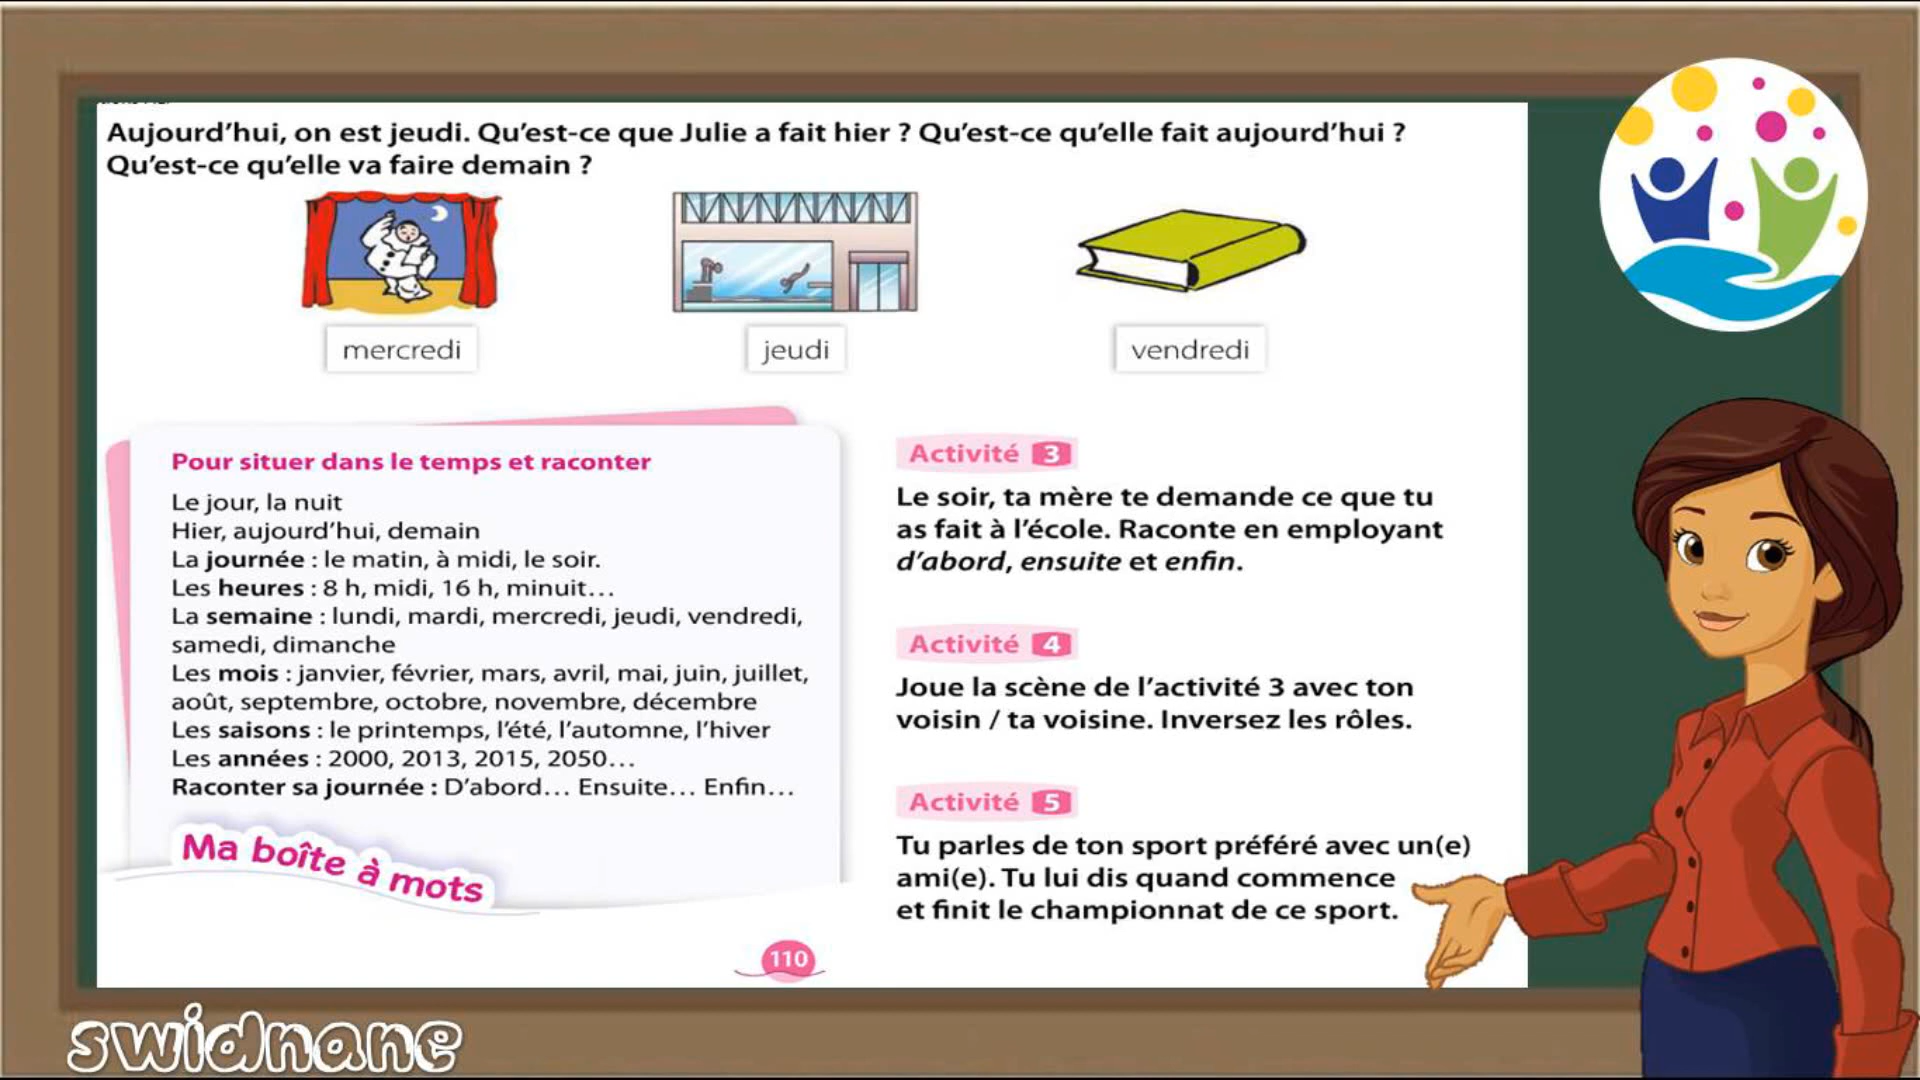 Aujourd'hui, on est jeudi. Qu'est-ce que Julie a fait hier ? Qu'est-ce qu'elle fait aujourd'hui ?
Qu'est-ce qu'elle va faire demain ?
mercredi
jeudi
vendredi
Pour situer dans le temps et raconter
Le jour, la nuit
Hier, aujourd'hui, demain
La journée : le matin, à midi, le soir.
Les heures : 8 h, midi, 16 h, minuit…
La semaine : lundi, mardi, mercredi, jeudi, vendredi,
samedi, dimanche
Les mois : janvier, février, mars, avril, mai, juin, juillet,
août, septembre, octobre, novembre, décembre
Les saisons : le printemps, l'été, l'automne, l'hiver
Les années : 2000, 2013, 2015, 2050…
Raconter sa journée : D'abord… Ensuite… Enfin…
Ma boîte à mots
Activité 3
Le soir, ta mère te demande ce que tu
as fait à l'école. Raconte en employant
d'abord, ensuite et enfin.
Activité 4
Joue la scène de l'activité 3 avec ton
voisin / ta voisine. Inversez les rôles.
Activité 5
Tu parles de ton sport préféré avec un(e)
ami(e). Tu lui dis quand commence
et finit le championnat de ce sport.
110
swidnane